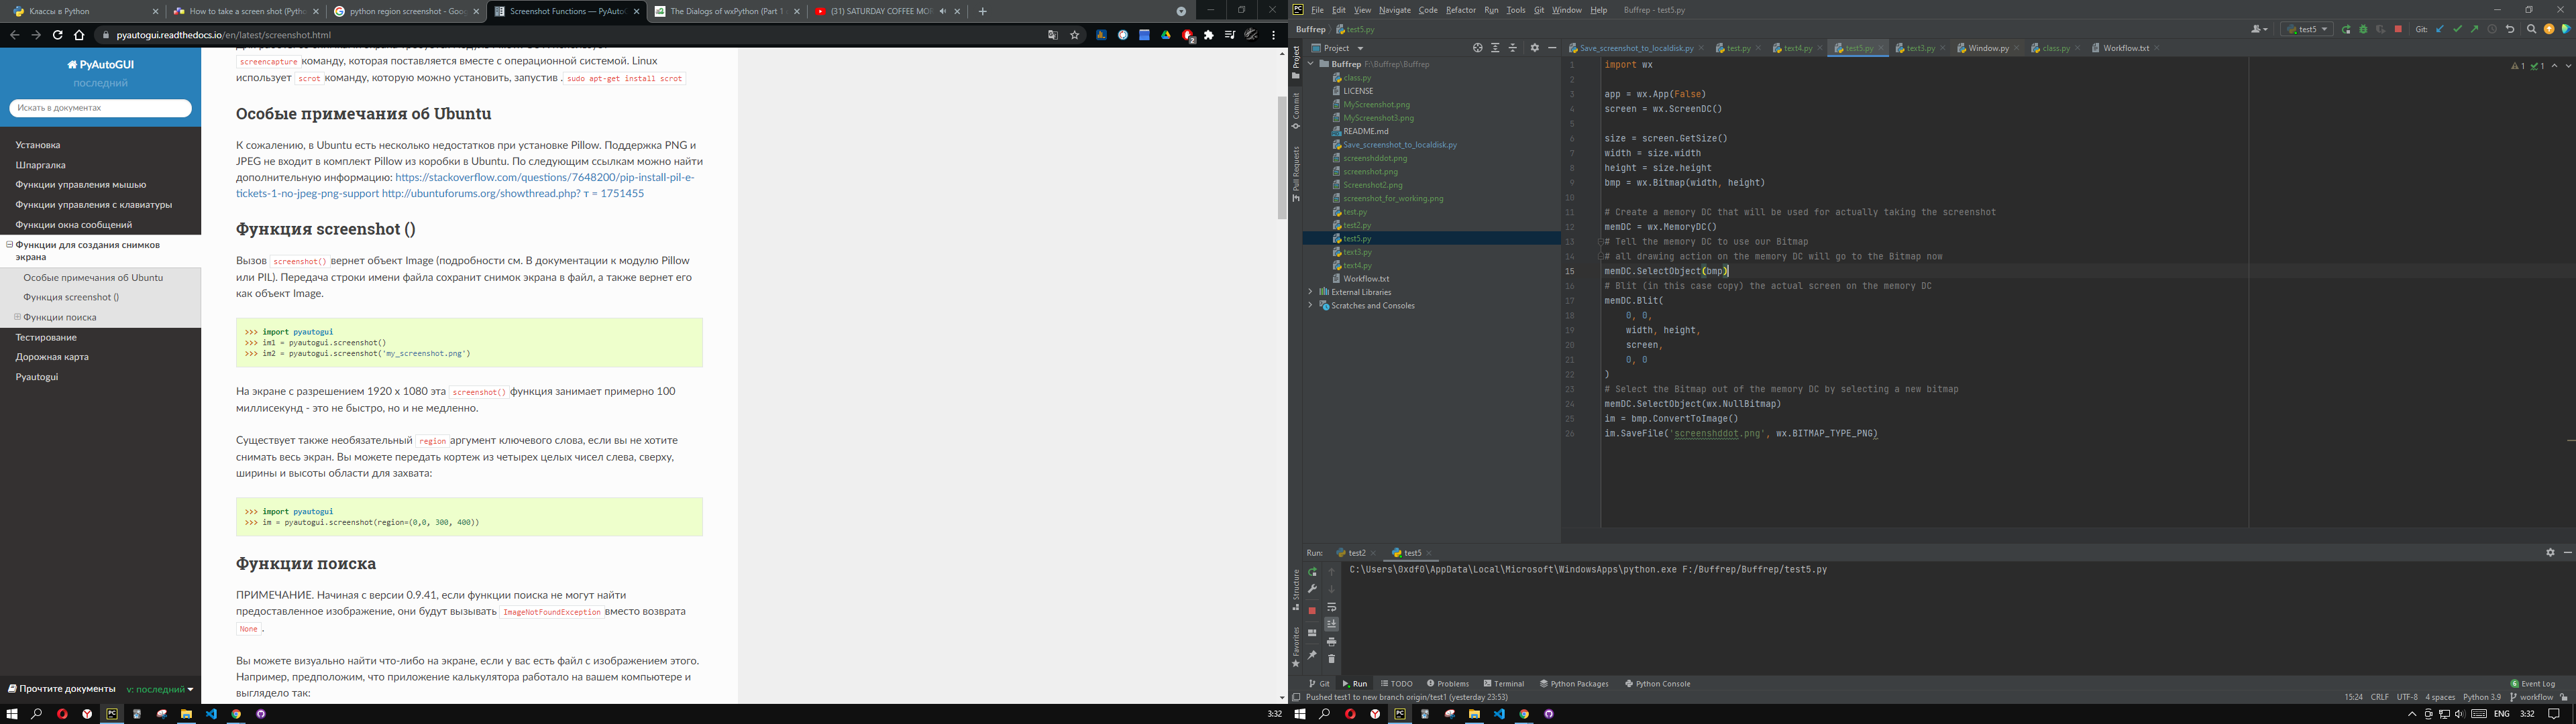 Классы в Python
How to take a screen shot (Pytho
python region screenshot - Goog
Screenshot Functions — PyAutoG
The Dialogs of wxPython (Part 1 o
(31) SATURDAY COFFEE MOR
pyautogui.readthedocs.io/en/latest/screenshot.html
PyAutoGUI
последний
Искать в документах
Установка
Шпаргалка
Функции управления мышью
Функции управления с клавиатуры
Функции окна сообщений
Функции для создания снимков
экрана
Особые примечания об Ubuntu
Функция screenshot ()
Функции поиска
Тестирование
Дорожная карта
Pyautogui
Прочтите документы
v: последний
screencapture команду, которая поставляется вместе с операционной системой. Linux
использует scrot команду, которую можно установить, запустив . sudo apt-get install scrot
Особые примечания об Ubuntu
К сожалению, в Ubuntu есть несколько недостатков при установке Pillow. Поддержка PNG и
JPEG не входит в комплект Pillow из коробки в Ubuntu. По следующим ссылкам можно найти
дополнительную информацию: https://stackoverflow.com/questions/7648200/pip-install-pil-e-
tickets-1-no-jpeg-png-support http://ubuntuforums.org/showthread.php? т = 1751455
Функция screenshot ()
Вызов screenshot() вернет объект Image (подробности см. В документации к модулю Pillow
или PIL). Передача строки имени файла сохранит снимок экрана в файл, а также вернет его
как объект Image.
>>> import pyautogui
>>> im1 = pyautogui.screenshot()
>>> im2 = pyautogui.screenshot('my_screenshot.png')
На экране с разрешением 1920 x 1080 эта screenshot() функция занимает примерно 100
миллисекунд - это не быстро, но и не медленно.
Существует также необязательный region аргумент ключевого слова, если вы не хотите
снимать весь экран. Вы можете передать кортеж из четырех целых чисел слева, сверху,
ширины и высоты области для захвата:
>>> import pyautogui
>>> im = pyautogui.screenshot(region=(0,0, 300, 400))
Функции поиска
ПРИМЕЧАНИЕ. Начиная с версии 0.9.41, если функции поиска не могут найти
предоставленное изображение, они будут вызывать ImageNotFoundException вместо возврата
None .
Вы можете визуально найти что-либо на экране, если у вас есть файл с изображением этого.
Например, предположим, что приложение калькулятора работало на вашем компьютере и
выглядело так:
3:32
File Edit View Navigate Code Refactor Run Tools Git Window Help Buffrep - test5.py
Buffrep test5.py
test5
Git:
Project
Save_screenshot_to_localdisk.py test.py text4.py test5.py test3.py Window.py class.py Workflow.txt
Project
Commit
Pull Requests
Structure
Favorites
Buffrep F:\Buffrep\Buffrep
class.py
LICENSE
MyScreenshot.png
MyScreenshot3.png
README.md
Save_screenshot_to_localdisk.py
screenshddot.png
screenshot.png
Screenshot2.png
screenshot_for_working.png
test.py
test2.py
test5.py
text3.py
text4.py
Workflow.txt
External Libraries
Scratches and Consoles
1 import wx
2
3 app = wx.App(False)
4 screen = wx.ScreenDC()
5
6 size = screen.GetSize()
7 width = size.width
8 height = size.height
9 bmp = wx.Bitmap(width, height)
10
11 # Create a memory DC that will be used for actually taking the screenshot
12 memDC = wx.MemoryDC()
13 # Tell the memory DC to use our Bitmap
14 # all drawing action on the memory DC will go to the Bitmap now
15 memDC.SelectObject(bmp)
16 # Blit (in this case copy) the actual screen on the memory DC
17 memDC.Blit(
18 0, 0,
19 width, height,
20 screen,
21 0, 0
22 )
23 # Select the Bitmap out of the memory DC by selecting a new bitmap
24 memDC.SelectObject(wx.NullBitmap)
25 im = bmp.ConvertToImage()
26 im.SaveFile('screenshddot.png', wx.BITMAP_TYPE_PNG)
1 1
Run: test2 test5
C:\Users\0xdf0\AppData\Local\Microsoft\WindowsApps\python.exe F:/Buffrep/Buffrep/test5.py
Git Run TODO Problems Terminal Python Packages Python Console
Event Log
Pushed test1 to new branch origin/test1 (yesterday 23:53)
15:24 CRLF UTF-8 4 spaces Python 3.9 workflow
ENG 3:32